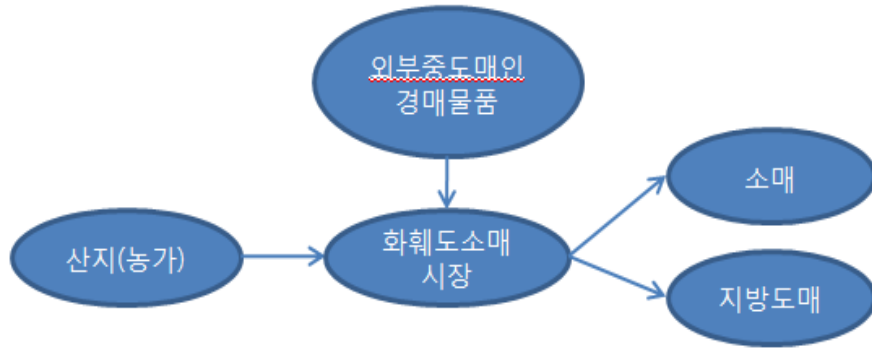 외부중도매인
경매물품
소매
산지(농가)
화훼도소매
시장
지방도매